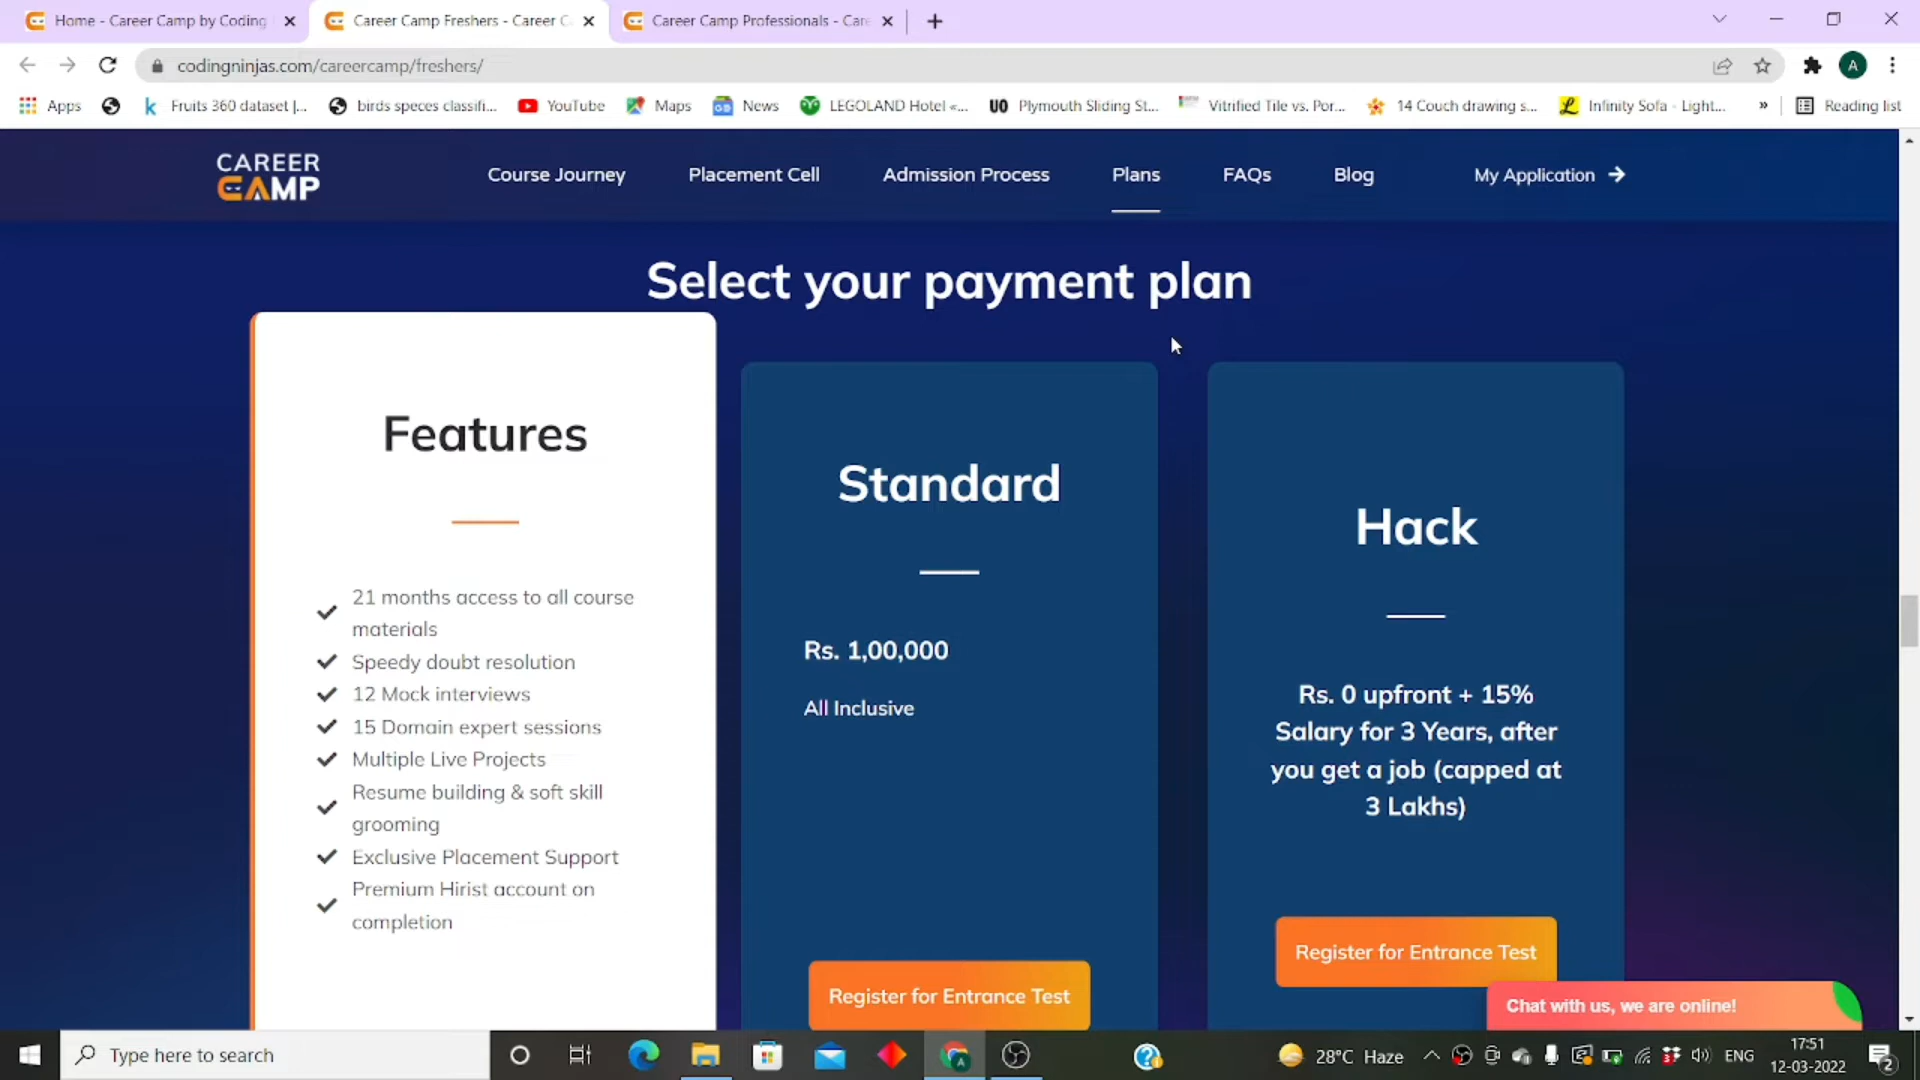 Home - Career Camp by Coding
Career Camp Freshers - Career C
Career Camp Professionals - Care
codingninjas.com/careercamp/freshers/
A
Apps
Fruits 360 dataset |...
birds speces classifi...
YouTube
Maps
News
LEGOLAND Hotel «...
UO Plymouth Sliding St...
Vitrified Tile vs. Por...
14 Couch drawing s...
Infinity Sofa - Light...
»
Reading list
CAREER
CAMP
Course Journey
Placement Cell
Admission Process
Plans
FAQs
Blog
My Application
Select your payment plan
Features
21 months access to all course
materials
Speedy doubt resolution
12 Mock interviews
15 Domain expert sessions
Multiple Live Projects
Resume building & soft skill
grooming
Exclusive Placement Support
Premium Hirist account on
completion
Standard
Rs. 1,00,000
All Inclusive
Register for Entrance Test
Hack
Rs. 0 upfront + 15%
Salary for 3 Years, after
you get a job (capped at
3 Lakhs)
Register for Entrance Test
Chat with us, we are online!
Type here to search
28°C Haze
ENG
17:51
12-03-2022
2